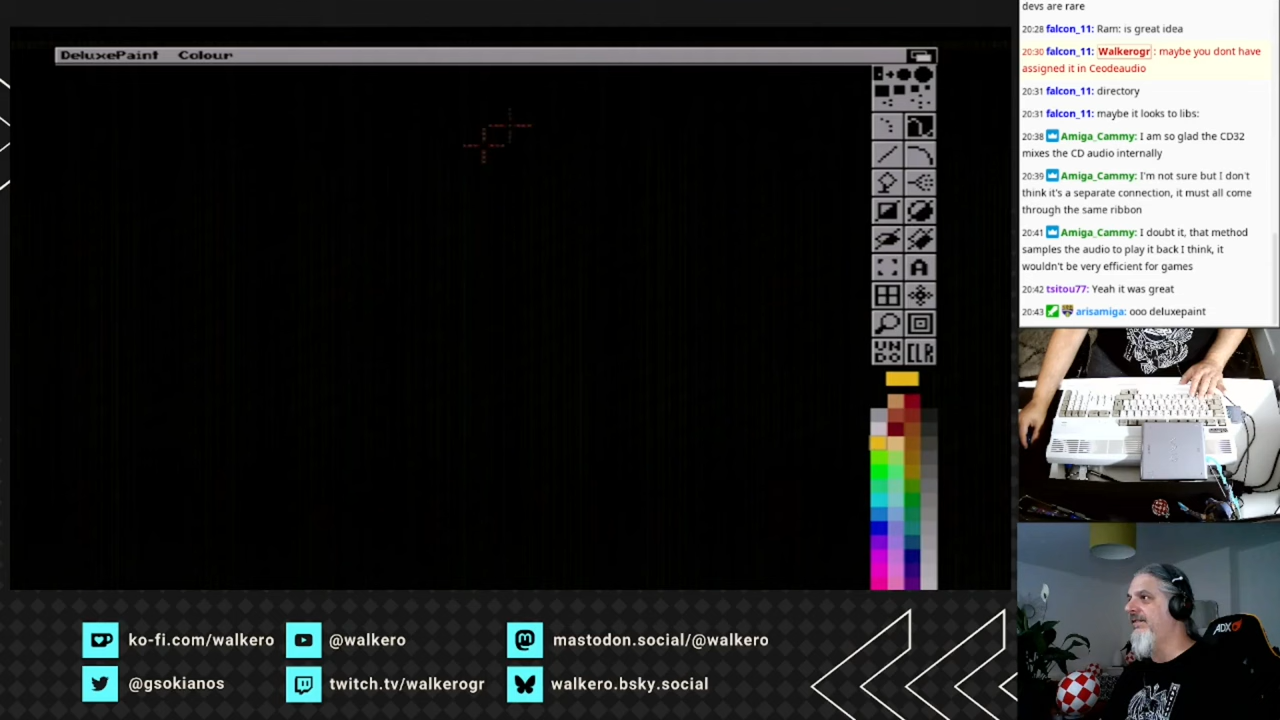 DeluxePaint Colour
A
UN
DO CLR
devs are rare
20:28 falcon_11: Ram: is great idea
20:30 falcon_11: Walkerogr : maybe you dont have
assigned it in Ceodeaudio
20:31 falcon_11: directory
20:31 falcon_11: maybe it looks to libs:
20:38 Amiga_Cammy: I am so glad the CD32
mixes the CD audio internally
20:39 Amiga_Cammy: I'm not sure but I don't
think it's a separate connection, it must all come
through the same ribbon
20:41 Amiga_Cammy: I doubt it, that method
samples the audio to play it back I think, it
wouldn't be very efficient for games
20:42 tsitou77: Yeah it was great
20:43 arisamiga: ooo deluxepaint
ADX
ko-fi.com/walkero
@walkero
mastodon.social/@walkero
@gsokianos
twitch.tv/walkerogr
walkero.bsky.social